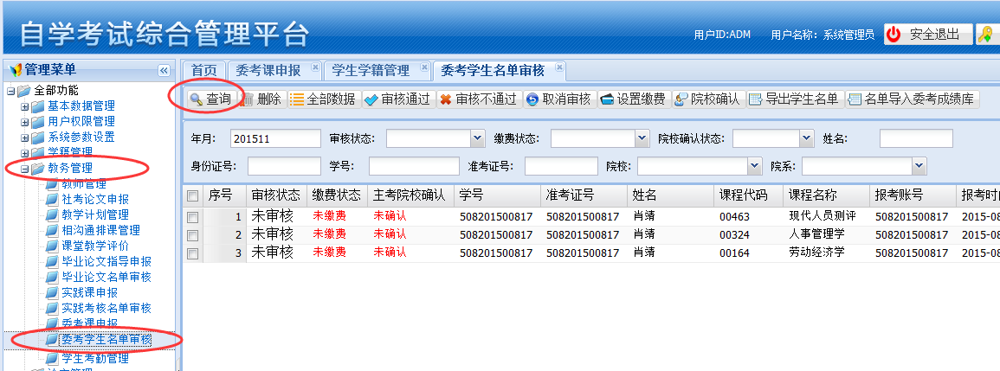 自学考试综合管理平台
用户ID:ADM 用户名称: 系统管理员 安全退出
管理菜单
全部功能
基本数据管理
用户权限管理
系统参数设置
学籍管理
教务管理
教师管理
社考论文申报
教学计划管理
相沟通排课管理
课堂教学评价
毕业论文指导申报
毕业论文名单审核
实践课申报
实践考核名单审核
委考课申报
委考学生名单审核
学生考勤管理
首页 委考课申报 学生学籍管理 委考学生名单审核
查询 删除 全部数据 审核通过 审核不通过 取消审核 设置缴费 院校确认 导出学生名单 名单导入委考成绩库
年月: 201511 审核状态: 缴费状态: 院校确认状态: 姓名:
身份证号: 学号: 准考证号: 院校: 院系:
序号 审核状态 缴费状态 主考院校确认 学号 准考证号 姓名 课程代码 课程名称 报考账号 报考时
1 未审核 未缴费 未确认 508201500817 508201500817 肖靖 00463 现代人员测评 508201500817 2015-08
2 未审核 未缴费 未确认 508201500817 508201500817 肖靖 00324 人事管理学 508201500817 2015-08
3 未审核 未缴费 未确认 508201500817 508201500817 肖靖 00164 劳动经济学 508201500817 2015-08